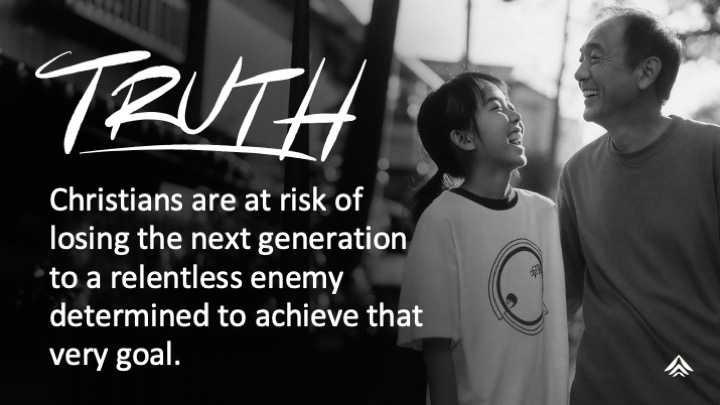 TRUTH
Christians are at risk of
losing the next generation
to a relentless enemy
determined to achieve that
very goal.